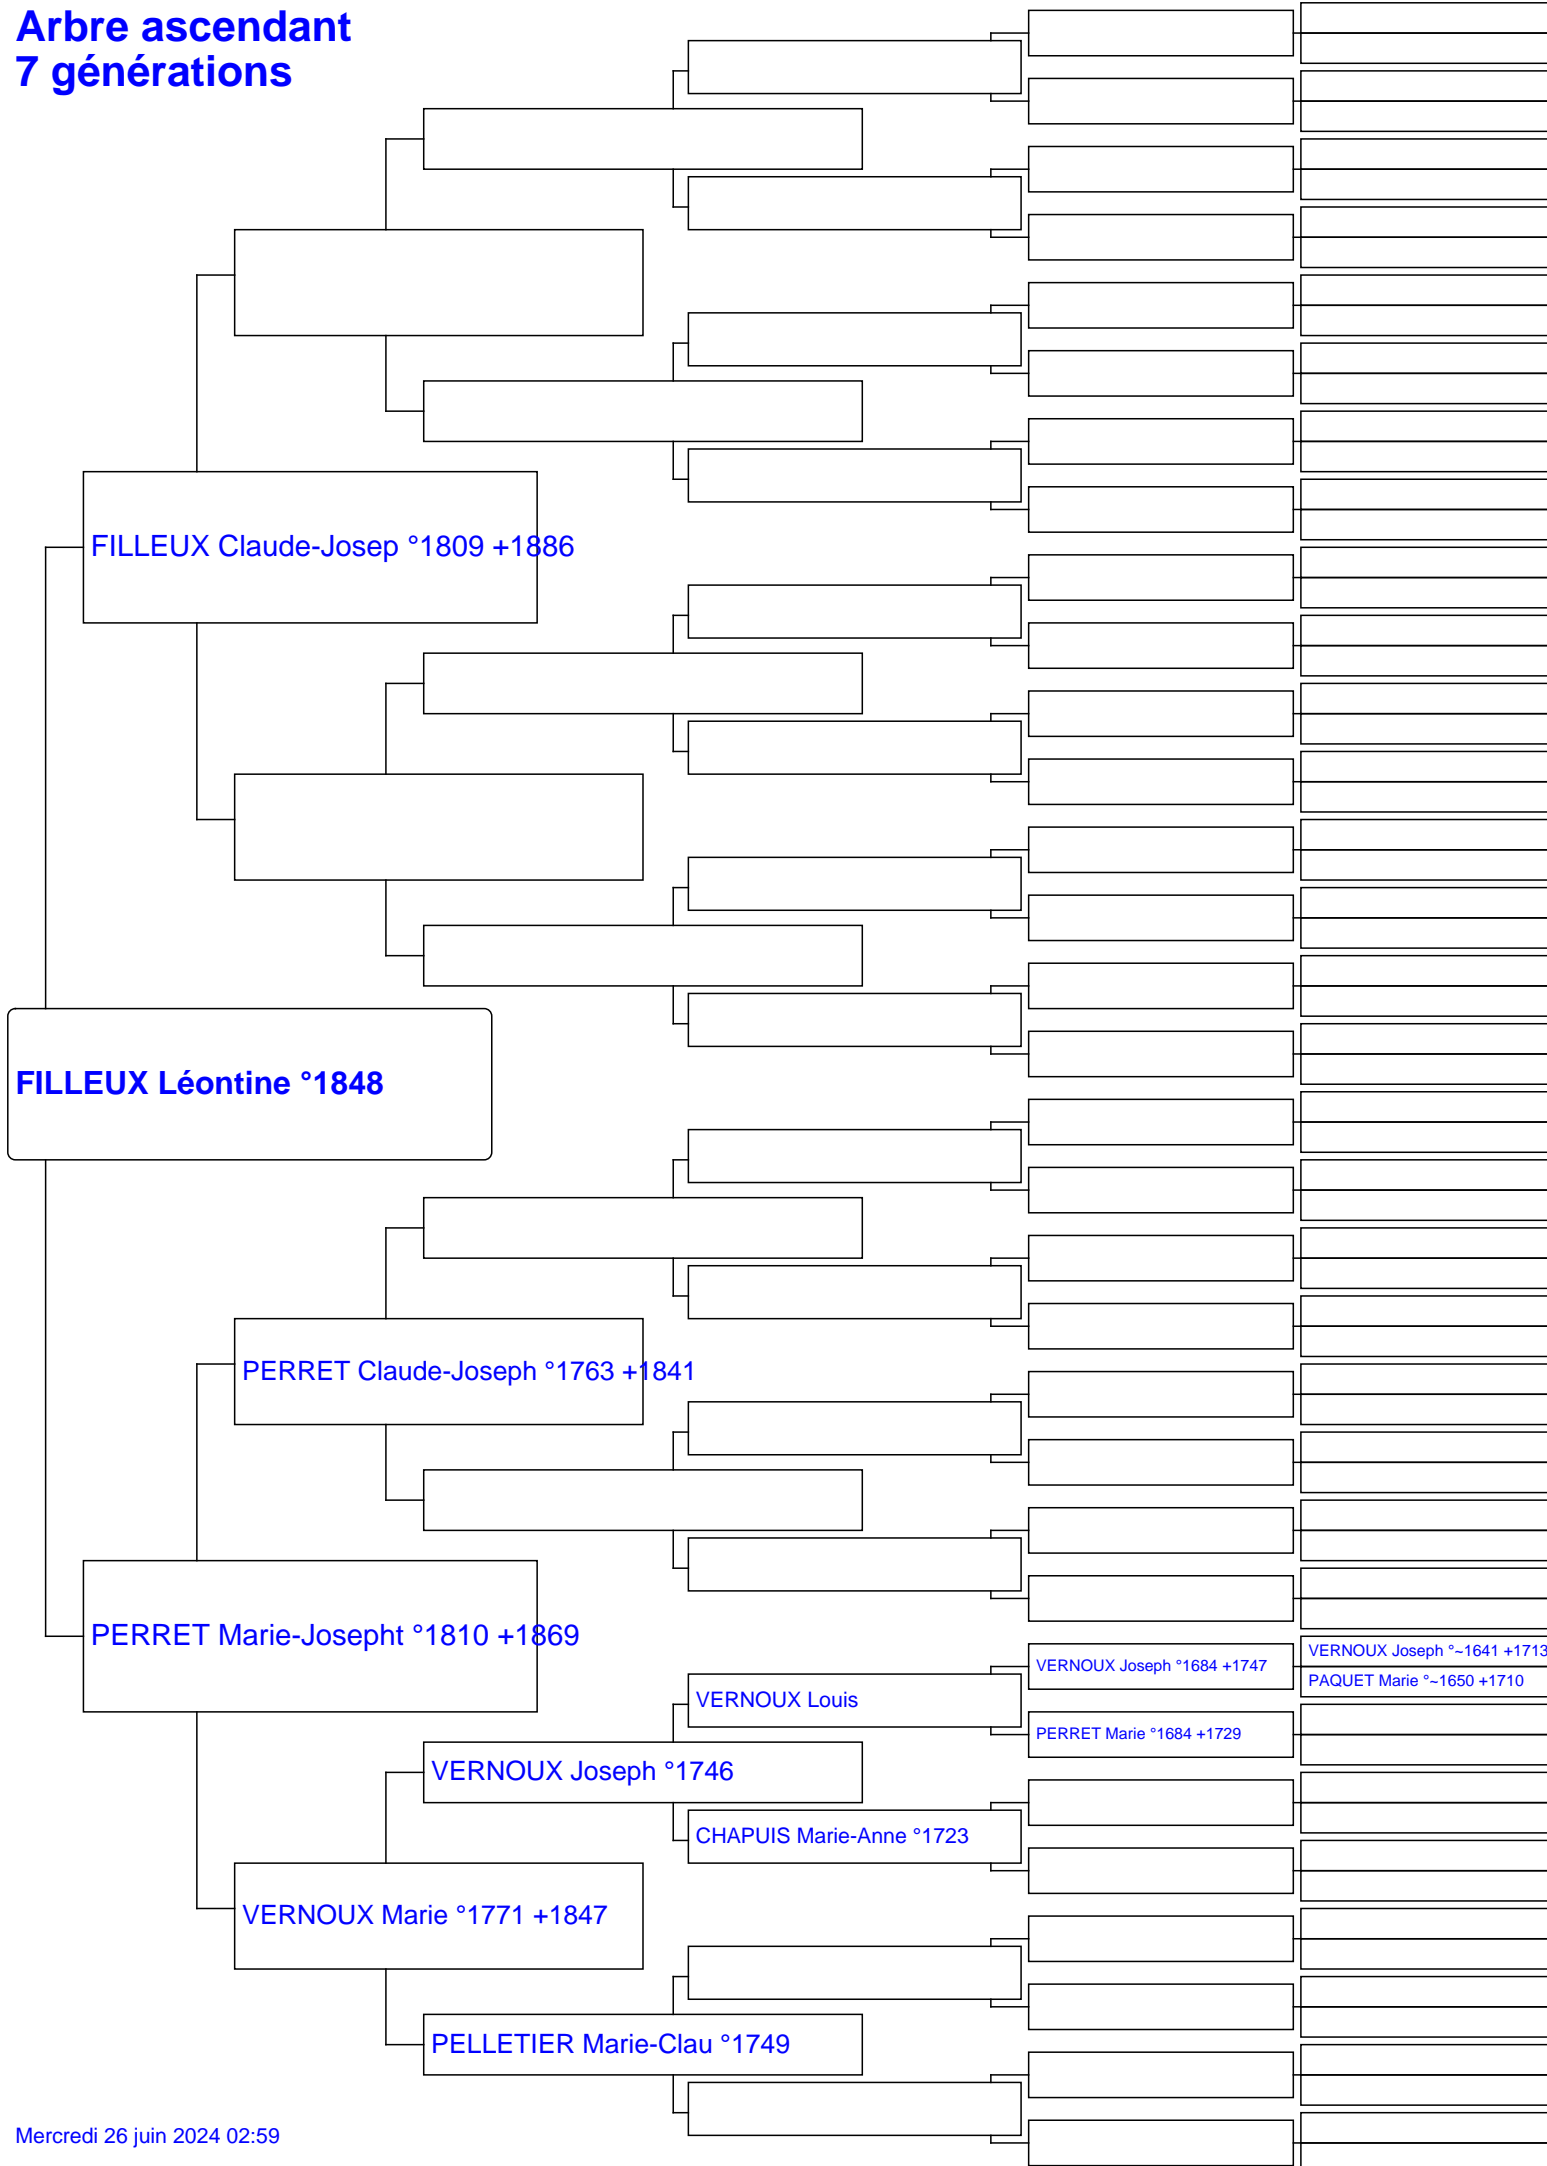 Arbre ascendant
7 générations
FILLEUX Claude-Josep °1809 +1886
FILLEUX Léontine °1848
PERRET Claude-Joseph °1763 +1841
PERRET Marie-Josepht °1810 +1869
VERNOUX Joseph °~1641 +1713
VERNOUX Joseph °1684 +1747
PAQUET Marie °~1650 +1710
VERNOUX Louis
PERRET Marie °1684 +1729
VERNOUX Joseph °1746
CHAPUIS Marie-Anne °1723
VERNOUX Marie °1771 +1847
PELLETIER Marie-Clau °1749
Mercredi 26 juin 2024 02:59